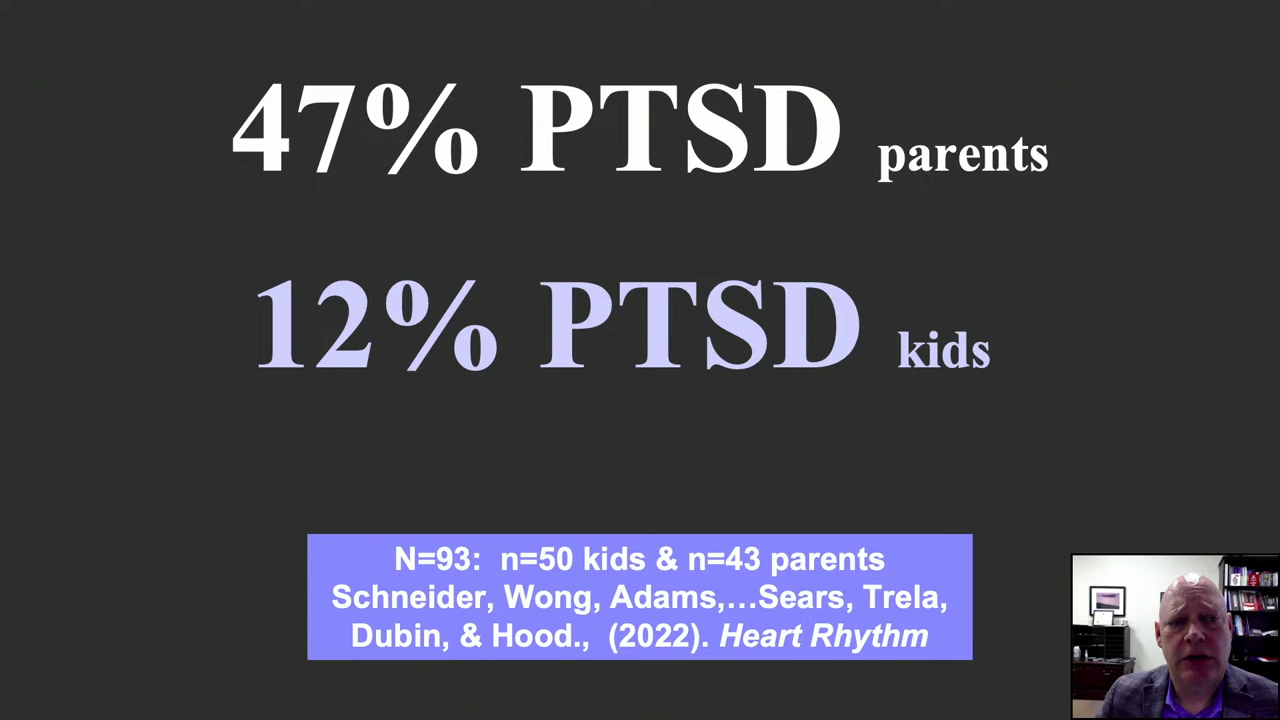 47% PTSD parents
12% PTSD kids
N=93: n=50 kids & n=43 parents
Schneider, Wong, Adams,…Sears, Trela,
Dubin, & Hood., (2022). Heart Rhythm